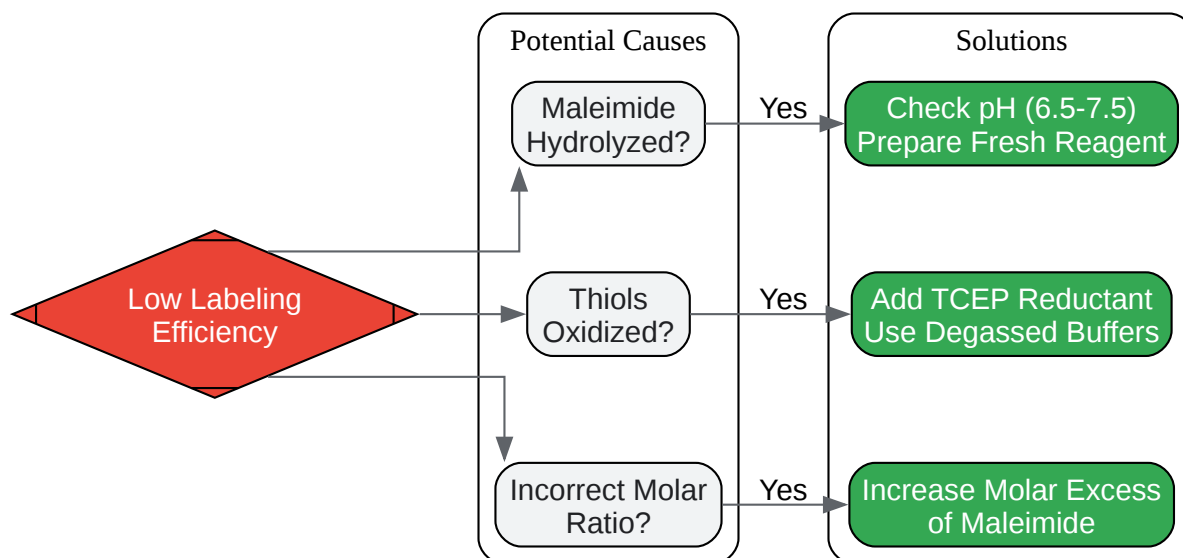 Potential Causes
Solutions
Maleimide
Hydrolyzed?
Yes
Check pH (6.5-7.5)
Prepare Fresh Reagent
Low Labeling
Efficiency
Thiols
Oxidized?
Yes
Add TCEP Reductant
Use Degassed Buffers
Incorrect Molar
Ratio?
Yes
Increase Molar Excess
of Maleimide